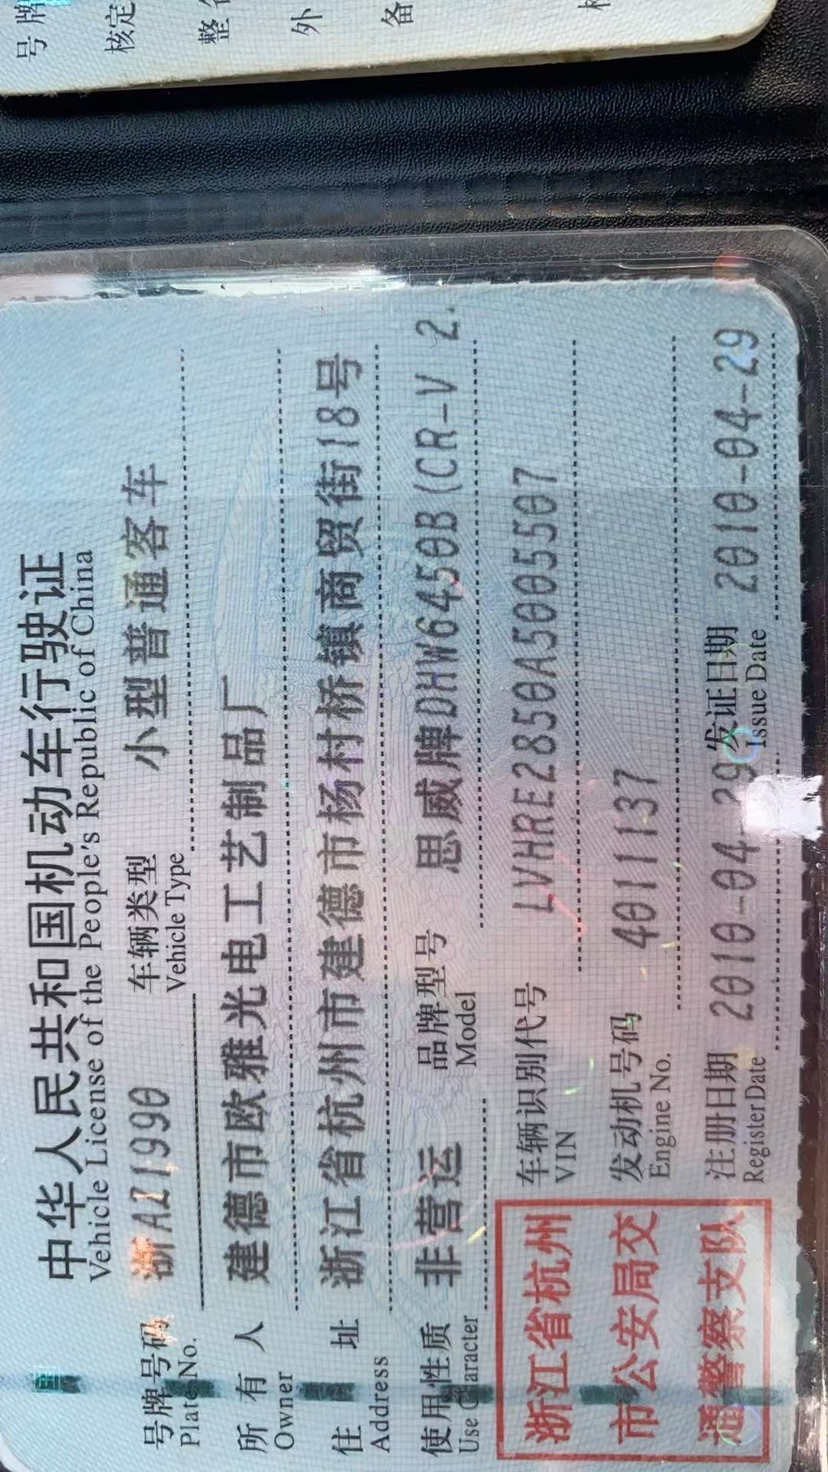 中华人民共和国机动车行驶证
Vehicle License of the People's Republic of China
号牌号码 浙AZ1990 车辆类型 小型普通客车
Plate No. Vehicle Type
所有人 建德市欧雅光电工艺制品厂
Owner
住址 浙江省杭州市建德市杨村桥镇商贸街18号
Address
使用性质 非营运 品牌型号 思威牌DHW6450B(CR-V 2.
Use Character Model
浙江省杭州
市公安局交
通警察支队
车辆识别代号 LVHRE2850A5005507
VIN
发动机号码 4011137
Engine No.
注册日期 2010-04-29 发证日期 2010-04-29
Register Date Issue Date
号牌
核定
整
外
备